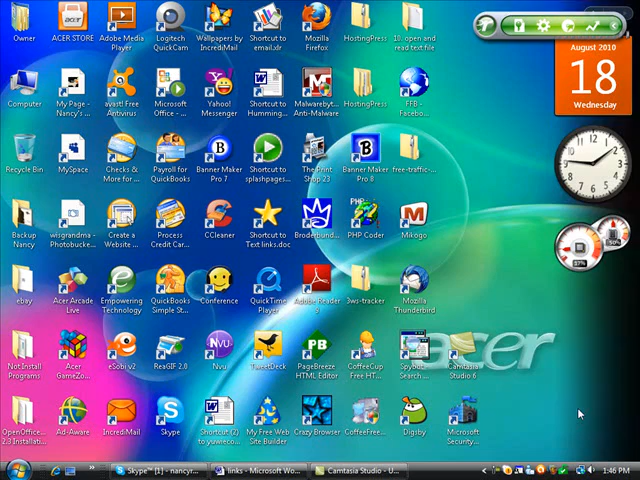 Owner
ACER STORE
Adobe Media
Player
Logitech
QuickCam
Wallpapers by
IncrediMail
Shortcut to
email.xlr
Mozilla
Firefox
HostingPress
10. open and
read text file
August 2010
18
Wednesday
Computer
My Page -
Nancy's ...
avast! Free
Antivirus
Microsoft
Office - ...
Yahoo!
Messenger
Shortcut to
Humming...
Malwarebyt...
Anti-Malware
HostingPress
FFB -
Faceboo...
Recycle Bin
MySpace
Checks &
More for ...
Payroll for
QuickBooks
Banner Maker
Pro 7
Shortcut to
splashpages...
The Print
Shop 23
Banner Maker
Pro 8
free-traffic-...
Backup
Nancy
wisgrandma -
Photobucke...
Create a
Website ...
Process
Credit Car...
CCleaner
Shortcut to
Text links.doc
Broderbund...
PHP Coder
Mikogo
57%
50%
ebay
Acer Arcade
Live
Empowering
Technology
QuickBooks
Simple St...
Conference
QuickTime
Player
Adobe Reader
9
3ws-tracker
Mozilla
Thunderbird
Not Install
Programs
Acer
GameZo...
eSobi v2
ReaGIF 2.0
Nvu
TweetDeck
PageBreeze
HTML Editor
CoffeeCup
Free HT...
Spybot
Search ...
Camtasia
Studio 6
acer
OpenOffice...
2.3 Installati...
Ad-Aware
IncrediMail
Skype
Shortcut (2)
to yuwieco...
My Free Web
Site Builder
Crazy Browser
CoffeeFree...
Digsby
Microsoft
Security...
Skype™ [1] - nancyr...
links - Microsoft Wo...
Camtasia Studio - U...
1:46 PM